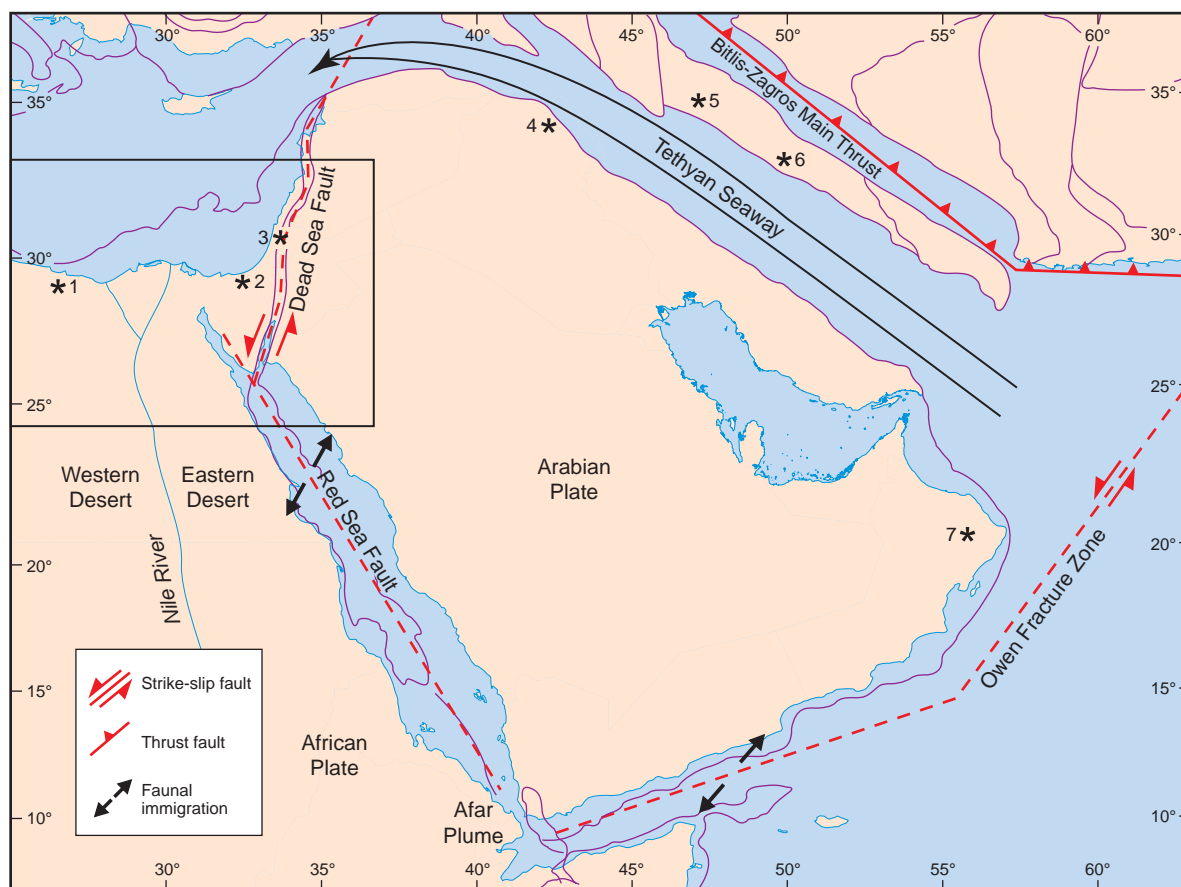 30°
35°
40°
45°
50°
55°
60°
35°
35°
30°
30°
25°
25°
20°
20°
15°
15°
10°
10°
30°
35°
40°
45°
50°
55°
60°
Bitlis-Zagros Main Thrust
Tethyan Seaway
*5
4*
*6
3*
*1
*2
7*
Dead Sea Fault
Western
Desert
Eastern
Desert
Red Sea Fault
Arabian
Plate
Nile River
Owen Fracture Zone
African
Plate
Afar
Plume
Strike-slip fault
Thrust fault
Faunal
immigration